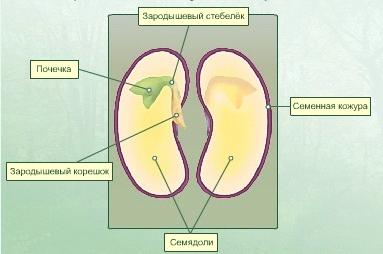 Зародышевый стебелёк
Почечка
Семенная кожура
Зародышевый корешок
Семядоли